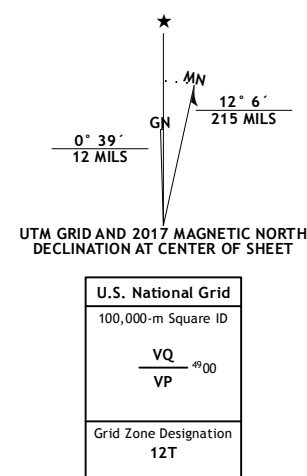 ★
MN
GN
12° 6´
215 MILS
0° 39´
12 MILS
UTM GRID AND 2017 MAGNETIC NORTH
DECLINATION AT CENTER OF SHEET
U.S. National Grid
100,000-m Square ID
VQ
4900
VP
Grid Zone Designation
12T